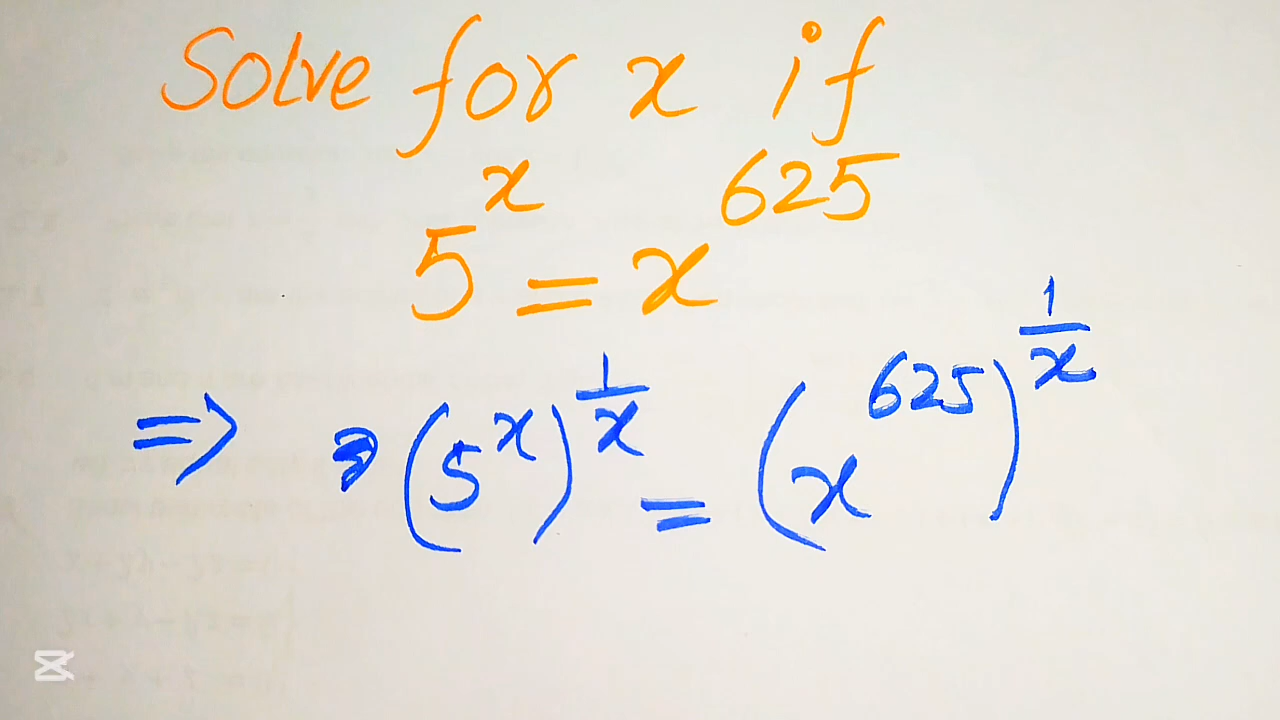 Solve for x if
5^x = x^625
=> (5^x)^(1/x) = (x^625)^(1/x)